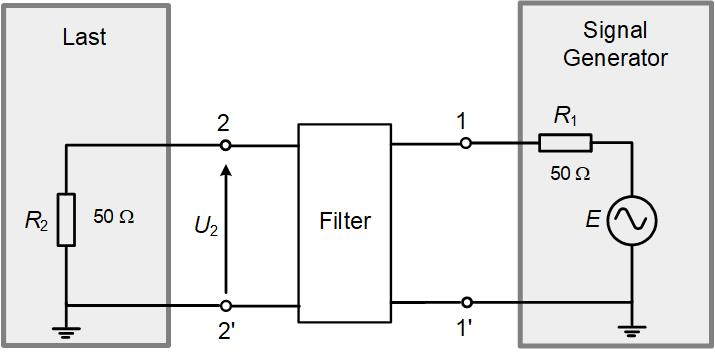 Last
Signal
Generator
2
1
R1
50 Ω
R2
50 Ω
U2
Filter
E
2'
1'